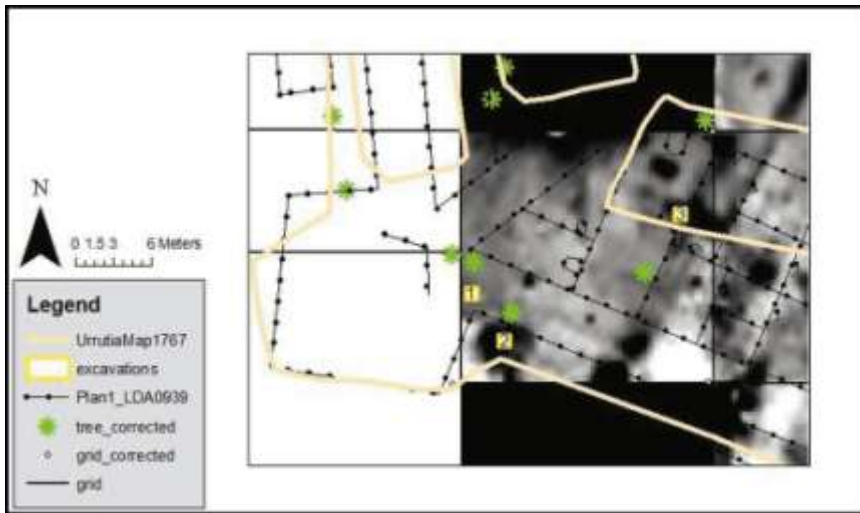 N
0 1.5 3 6 Meters
Legend
UrrutiaMap1767
excavations
Plan1_LDA0939
tree_corrected
grid_corrected
grid
1
2
3